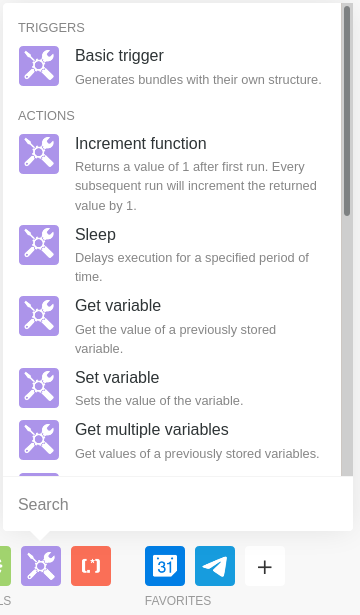 TRIGGERS
Basic trigger
Generates bundles with their own structure.
ACTIONS
Increment function
Returns a value of 1 after first run. Every
subsequent run will increment the returned
value by 1.
Sleep
Delays execution for a specified period of
time.
Get variable
Get the value of a previously stored
variable.
Set variable
Sets the value of the variable.
Get multiple variables
Get values of a previously stored variables.
Search
[*]
31
+
LS
FAVORITES